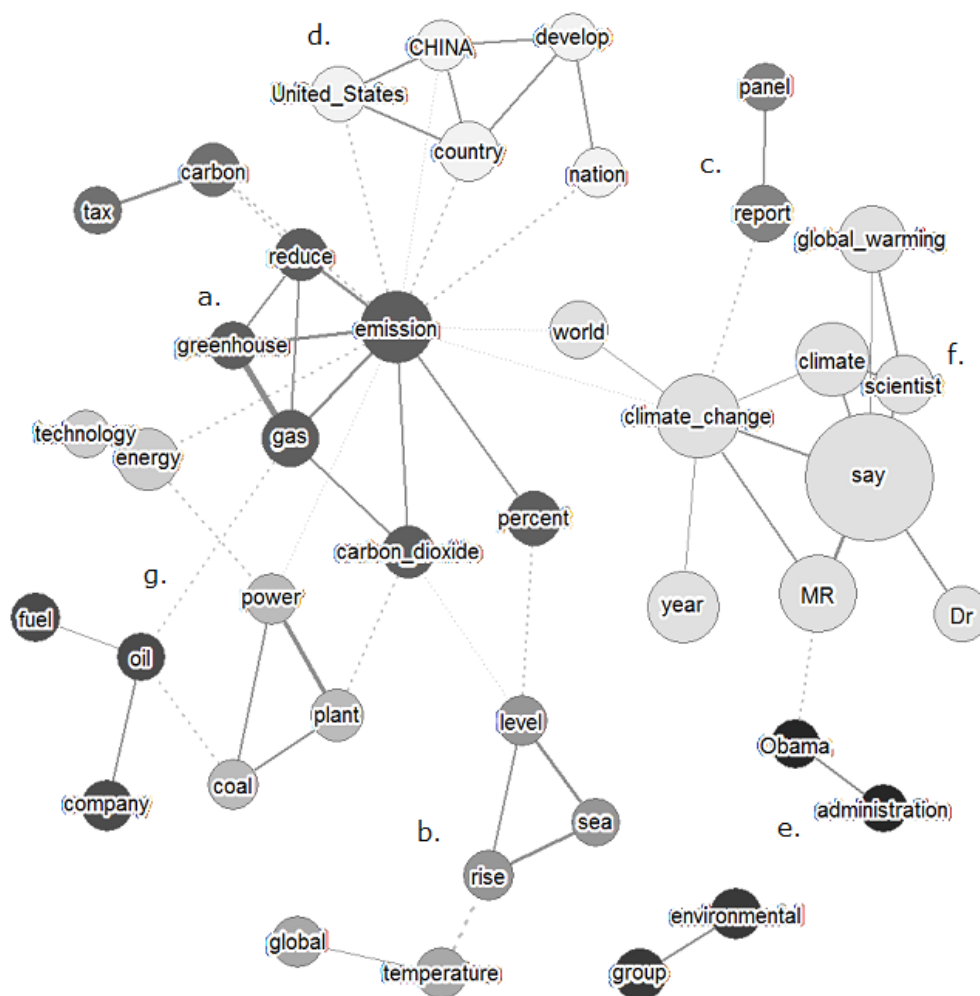 d.
CHINA
develop
United_States
panel
country
carbon
nation
c.
tax
report
reduce
global_warming
a.
emission
world
greenhouse
climate
f.
scientist
climate_change
technology
gas
energy
say
percent
carbon_dioxide
g.
power
year
MR
Dr
fuel
oil
plant
level
Obama
coal
company
administration
sea
b.
e.
rise
environmental
global
temperature
group